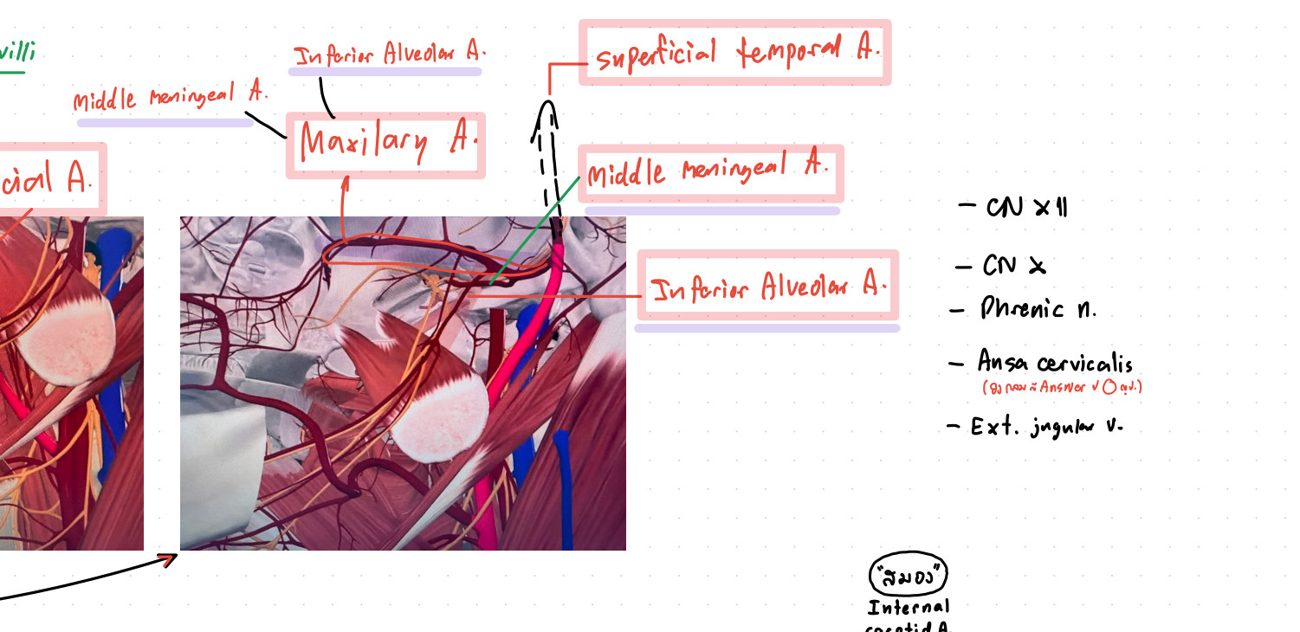 villi
Inferior Alveolar A.
Superficial temporal A.
Middle meningeal A.
Maxilary A.
cial A.
Middle meningeal A.
Inferior Alveolar A.
- CN XII
- CN X
- Phrenic n.
- Ansa cervicalis
Answer
- Ext. jugular v.
"สมอง"
Internal
carotid A.